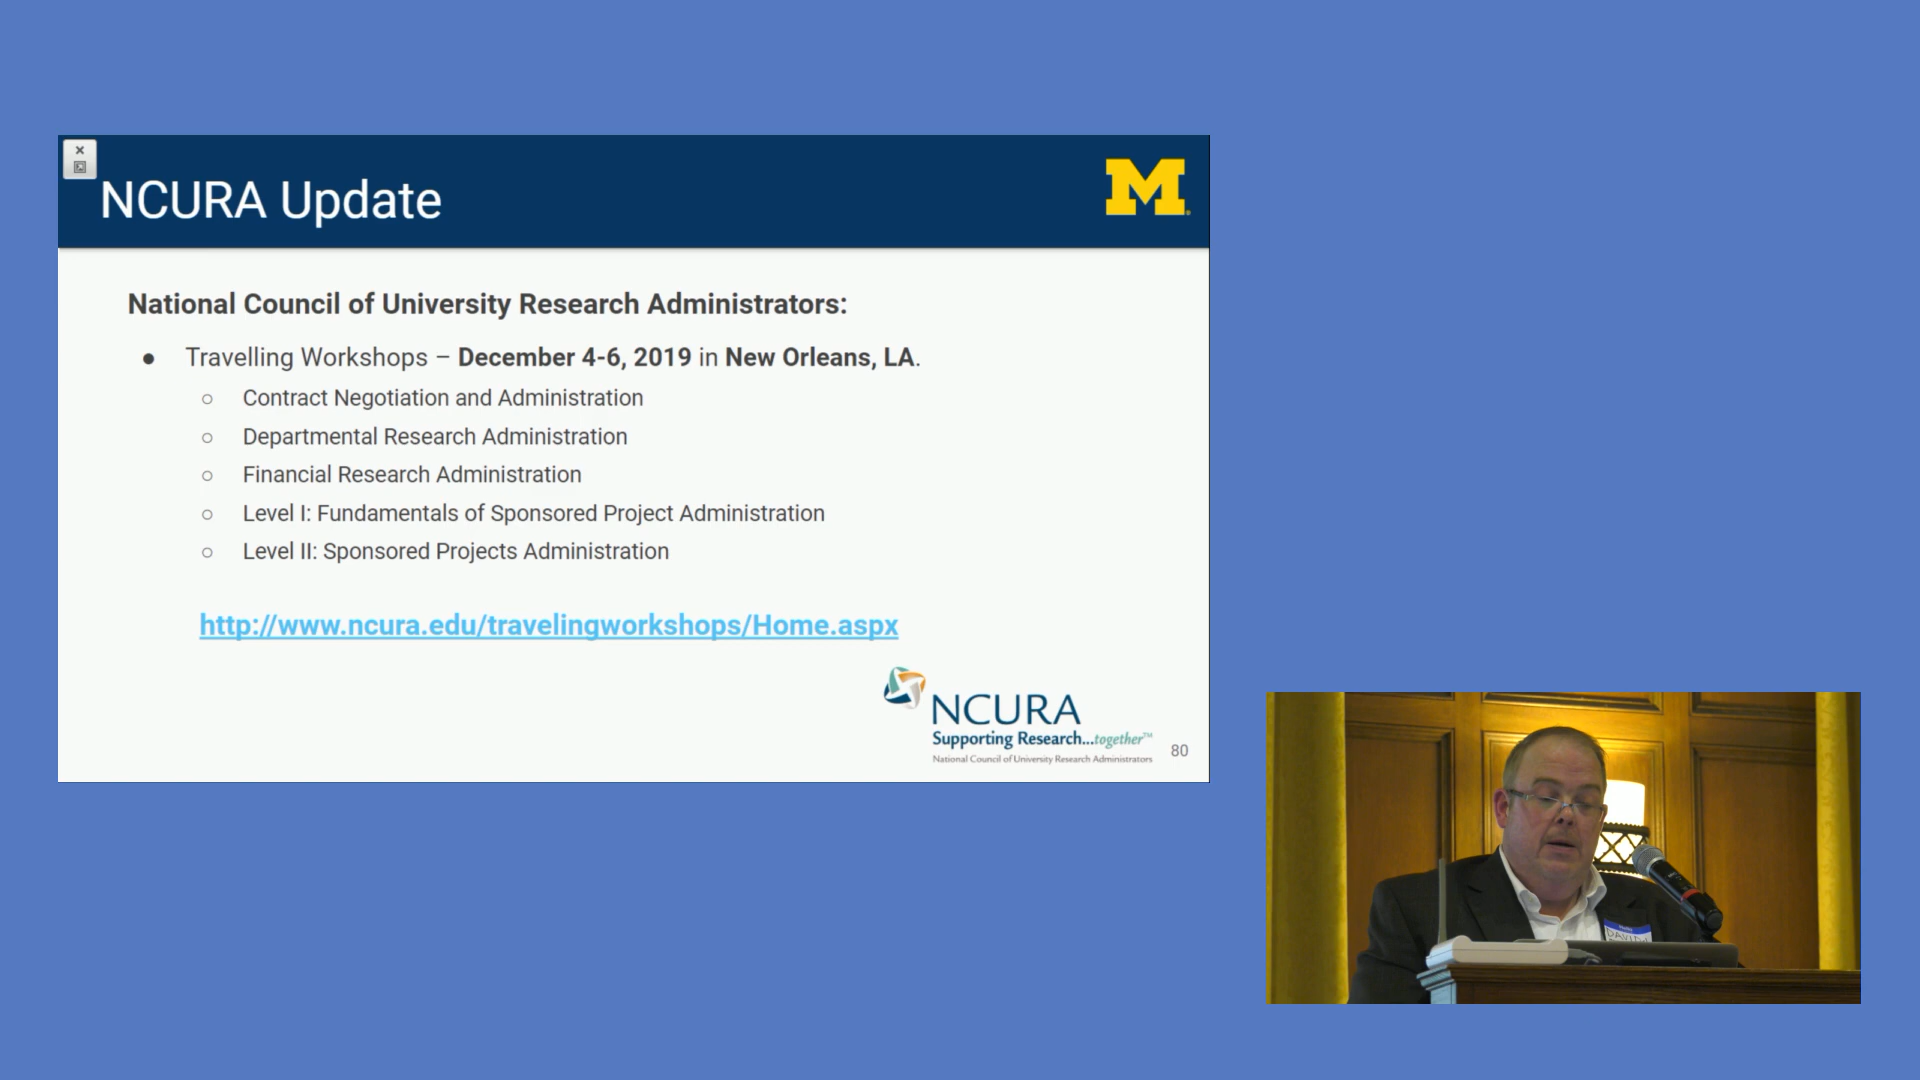 NCURA Update
M
National Council of University Research Administrators:
● Travelling Workshops – December 4-6, 2019 in New Orleans, LA.
○ Contract Negotiation and Administration
○ Departmental Research Administration
○ Financial Research Administration
○ Level I: Fundamentals of Sponsored Project Administration
○ Level II: Sponsored Projects Administration
http://www.ncura.edu/travelingworkshops/Home.aspx
NCURA
Supporting Research...together™
National Council of University Research Administrators
80
DAVID